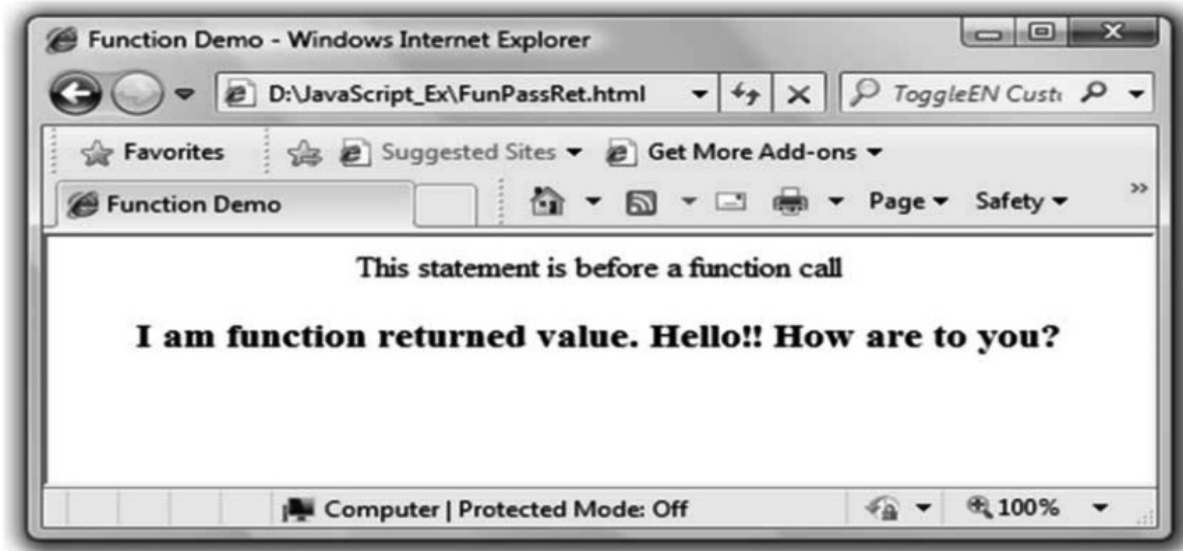 Function Demo - Windows Internet Explorer
D:\JavaScript_Ex\FunPassRet.html
ToggleEN Cust
Favorites Suggested Sites Get More Add-ons
Function Demo Page Safety »
This statement is before a function call
I am function returned value. Hello!! How are to you?
Computer | Protected Mode: Off 100%